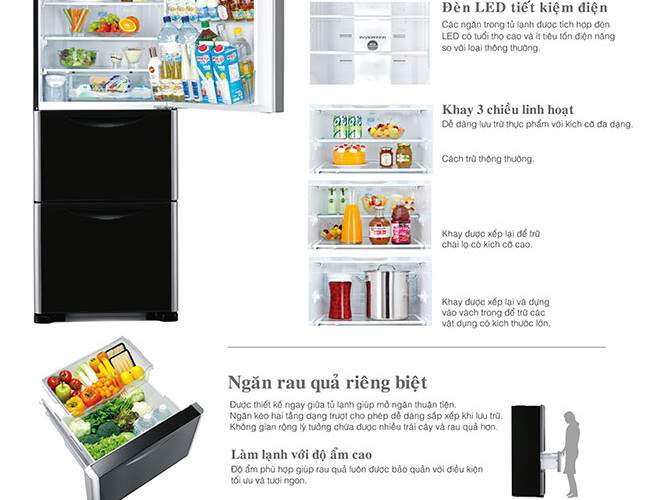 Đèn LED tiết kiệm điện
Các ngăn trong tủ lạnh được tích hợp đèn
LED có tuổi thọ cao và ít tiêu tốn điện năng
so với loại thông thường.
INVERTER
Khay 3 chiều linh hoạt
Dễ dàng lưu trữ thực phẩm với kích cỡ đa dạng.
Cách trữ thông thường.
Khay được xếp lại để trữ
chai lọ có kích cỡ cao.
Khay được xếp lại và dựng
vào vách trong để trữ các
vật dụng có kích thước lớn.
Ngăn rau quả riêng biệt
Được thiết kế ngay giữa tủ lạnh giúp mở ngăn thuận tiện.
Ngăn kéo hai tầng dạng trượt cho phép dễ dàng sắp xếp khi lưu trữ.
Không gian rộng lý tưởng chứa được nhiều trái cây và rau quả hơn.
Làm lạnh với độ ẩm cao
Độ ẩm phù hợp giúp rau quả luôn được bảo quản với điều kiện
tối ưu và tươi ngon.